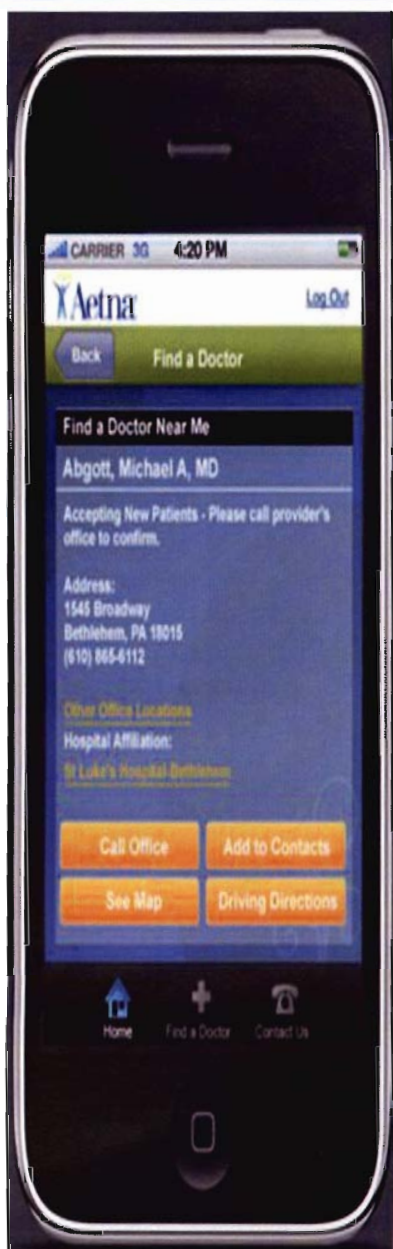 CARRIER 3G 4:20 PM
Aetna Log Out
Back Find a Doctor
Find a Doctor Near Me
Abgott, Michael A, MD
Accepting New Patients - Please call provider's
office to confirm.
Address:
1545 Broadway
Bethlehem, PA 18015
(610) 865-6112
Other Office Locations
Hospital Affiliation:
St Luke's Hospital Bethlehem
Call Office Add to Contacts
See Map Driving Directions
Home Find a Doctor Contact Us